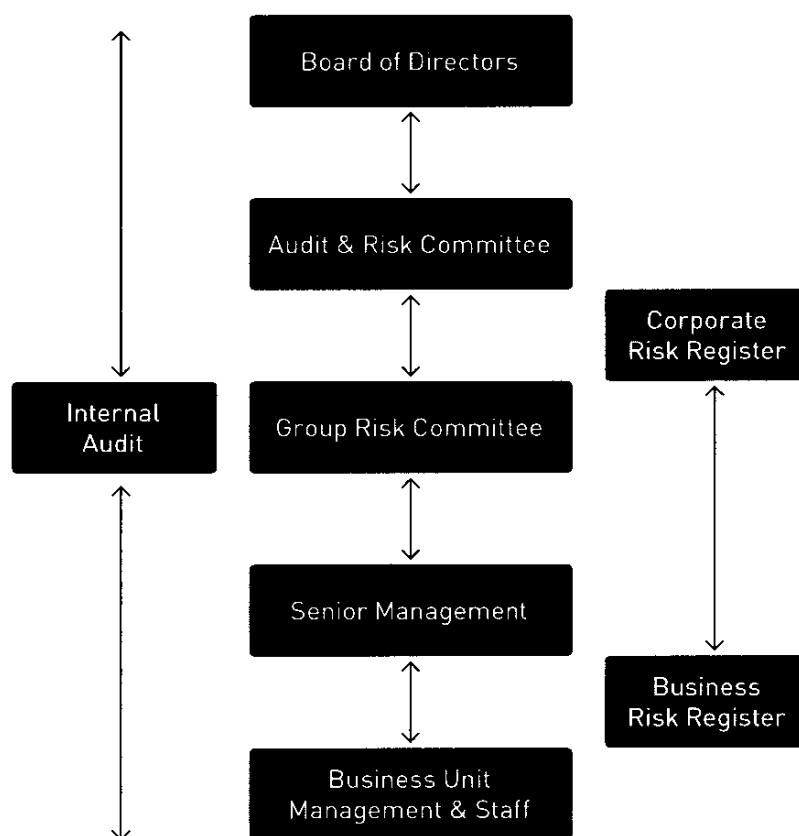 Board of Directors
Audit & Risk Committee
Corporate
Risk Register
Internal
Audit
Group Risk Committee
Senior Management
Business
Risk Register
Business Unit
Management & Staff